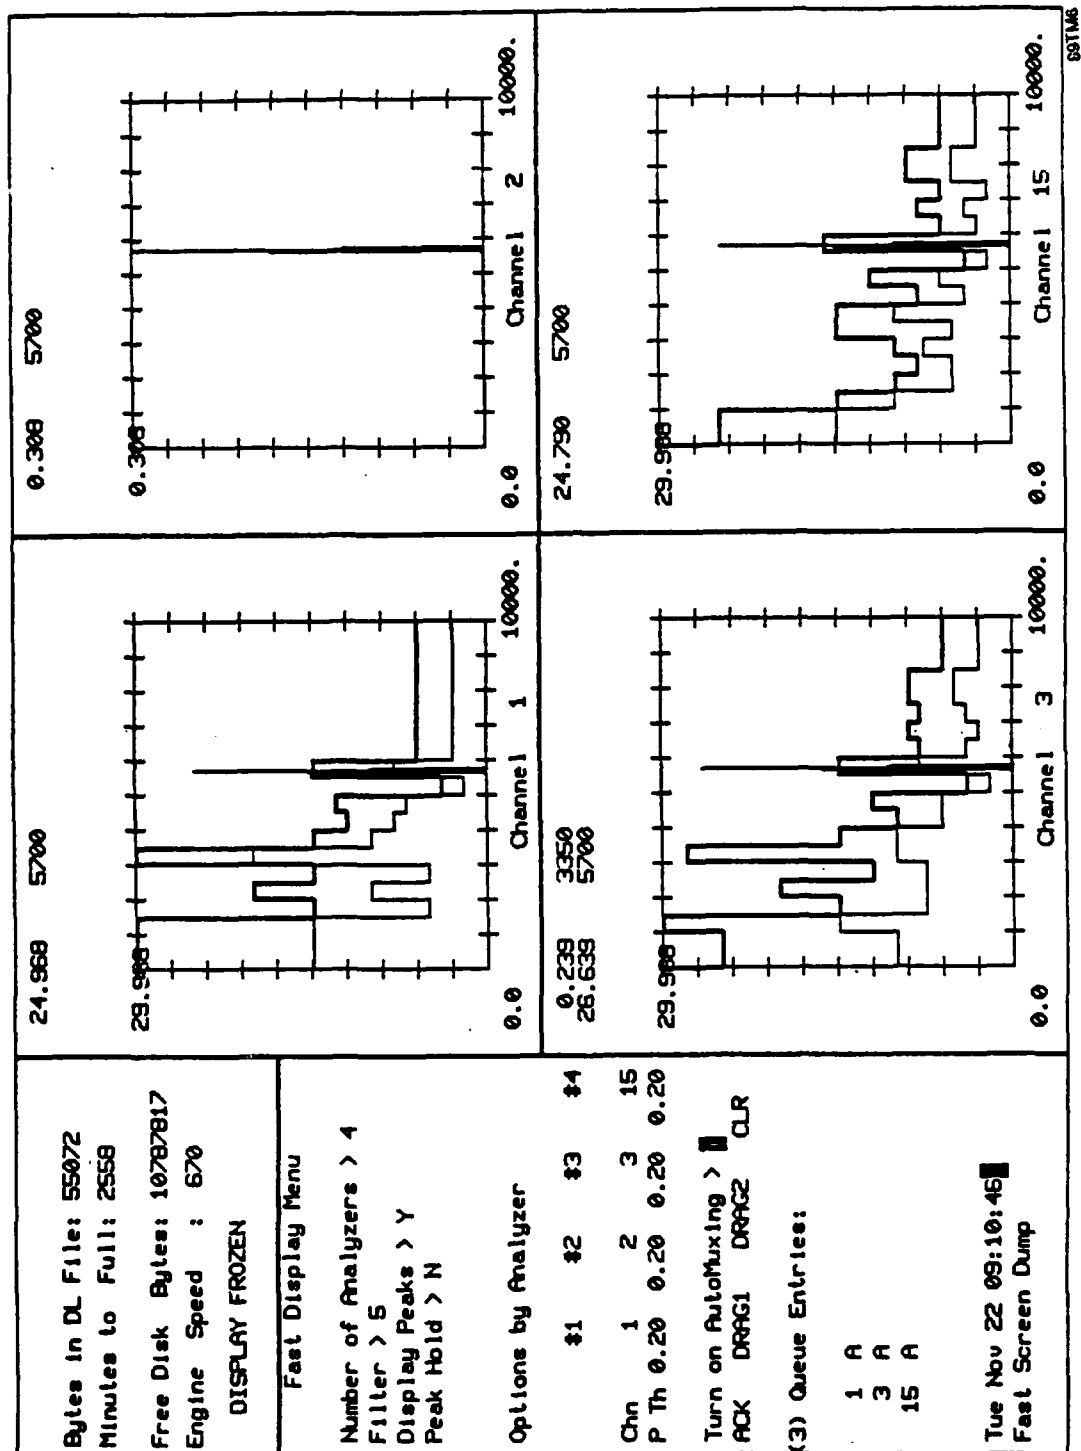 Bytes in DL File: 55072
Minutes to Full: 2558
Free Disk Bytes: 10787817
Engine Speed : 670
DISPLAY FROZEN
Fast Display Menu
Number of Analyzers > 4
Filter > 5
Display Peaks > Y
Peak Hold > N
Options by Analyzer
#1 #2 #3 #4
Chn 1 2 3 15
P Th 0.20 0.20 0.20 0.20
Turn on AutoMuxing >
ACK DRAG1 DRAG2 CLR
(3) Queue Entries:
1 A
3 A
15 A
Tue Nov 22 09:10:46
Fast Screen Dump
24.968 5700
29.988
0.0 Channel 1 10000.
0.308 5700
0.308
0.0 Channel 2 10000.
0.239 3350
26.639 5700
29.988
0.0 Channel 3 10000.
24.790 5700
29.988
0.0 Channel 15 10000.